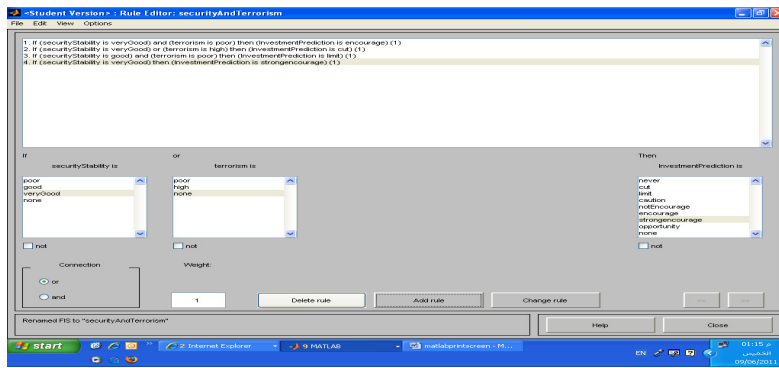 <Student Version> : Rule Editor: securityAndTerrorism
File Edit View Options
1. If (securityStability is veryGood) and (terrorism is poor) then (InvestmentPrediction is encourage) (1)
2. If (securityStability is veryGood) or (terrorism is high) then (InvestmentPrediction is cut) (1)
3. If (securityStability is good) and (terrorism is poor) then (InvestmentPrediction is limit) (1)
4. If (securityStability is veryGood) then (InvestmentPrediction is strongencourage) (1)
If or Then
securityStability is terrorism is InvestmentPrediction is
poor
good
veryGood
none
poor
high
none
never
cut
limit
caution
notEncourage
encourage
strongencourage
opportunity
none
not not not
Connection Weight:
or
and
1 Delete rule Add rule Change rule << >>
Renamed FIS to "securityAndTerrorism"
Help Close
start 2 Internet Explorer 9 MATLAB matlabprintscreen - M...
EN 01:15 م
الخميس
09/06/2011